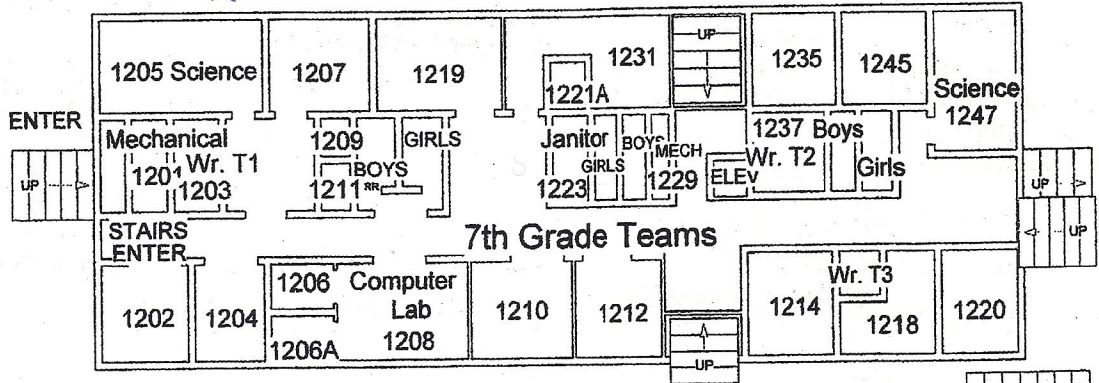 UP
1205 Science
1207
1219
1231
1235
1245
1221A
Science
1247
ENTER
Mechanical
1201
Wr. T1
1203
1209
1211
BOYS
RR
GIRLS
Janitor
1223
GIRLS
BOYS
MECH
1229
ELEV
1237
Wr. T2
Boys
Girls
UP
UP
UP
STAIRS
ENTER
7th Grade Teams
1202
1204
1206
1206A
Computer
Lab
1208
1210
1212
1214
Wr. T3
1218
1220
UP